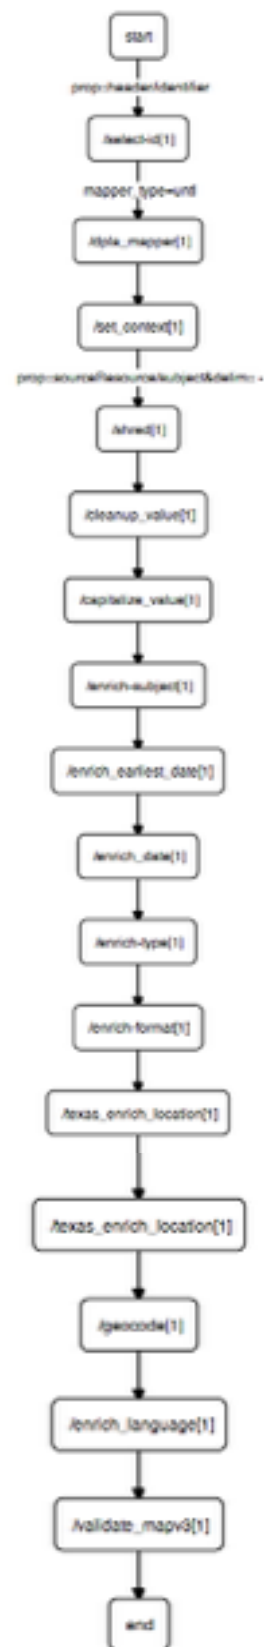 start
prop=header/identifier
/select-id[1]
mapper_type=untl
/dpla_mapper[1]
/set_context[1]
prop=sourceResource/subject&delim=-
/shred[1]
/cleanup_value[1]
/capitalize_value[1]
/enrich-subject[1]
/enrich_earliest_date[1]
/enrich_date[1]
/enrich-type[1]
/enrich-format[1]
/texas_enrich_location[1]
/texas_enrich_location[1]
/geocode[1]
/enrich_language[1]
/validate_mapv3[1]
end